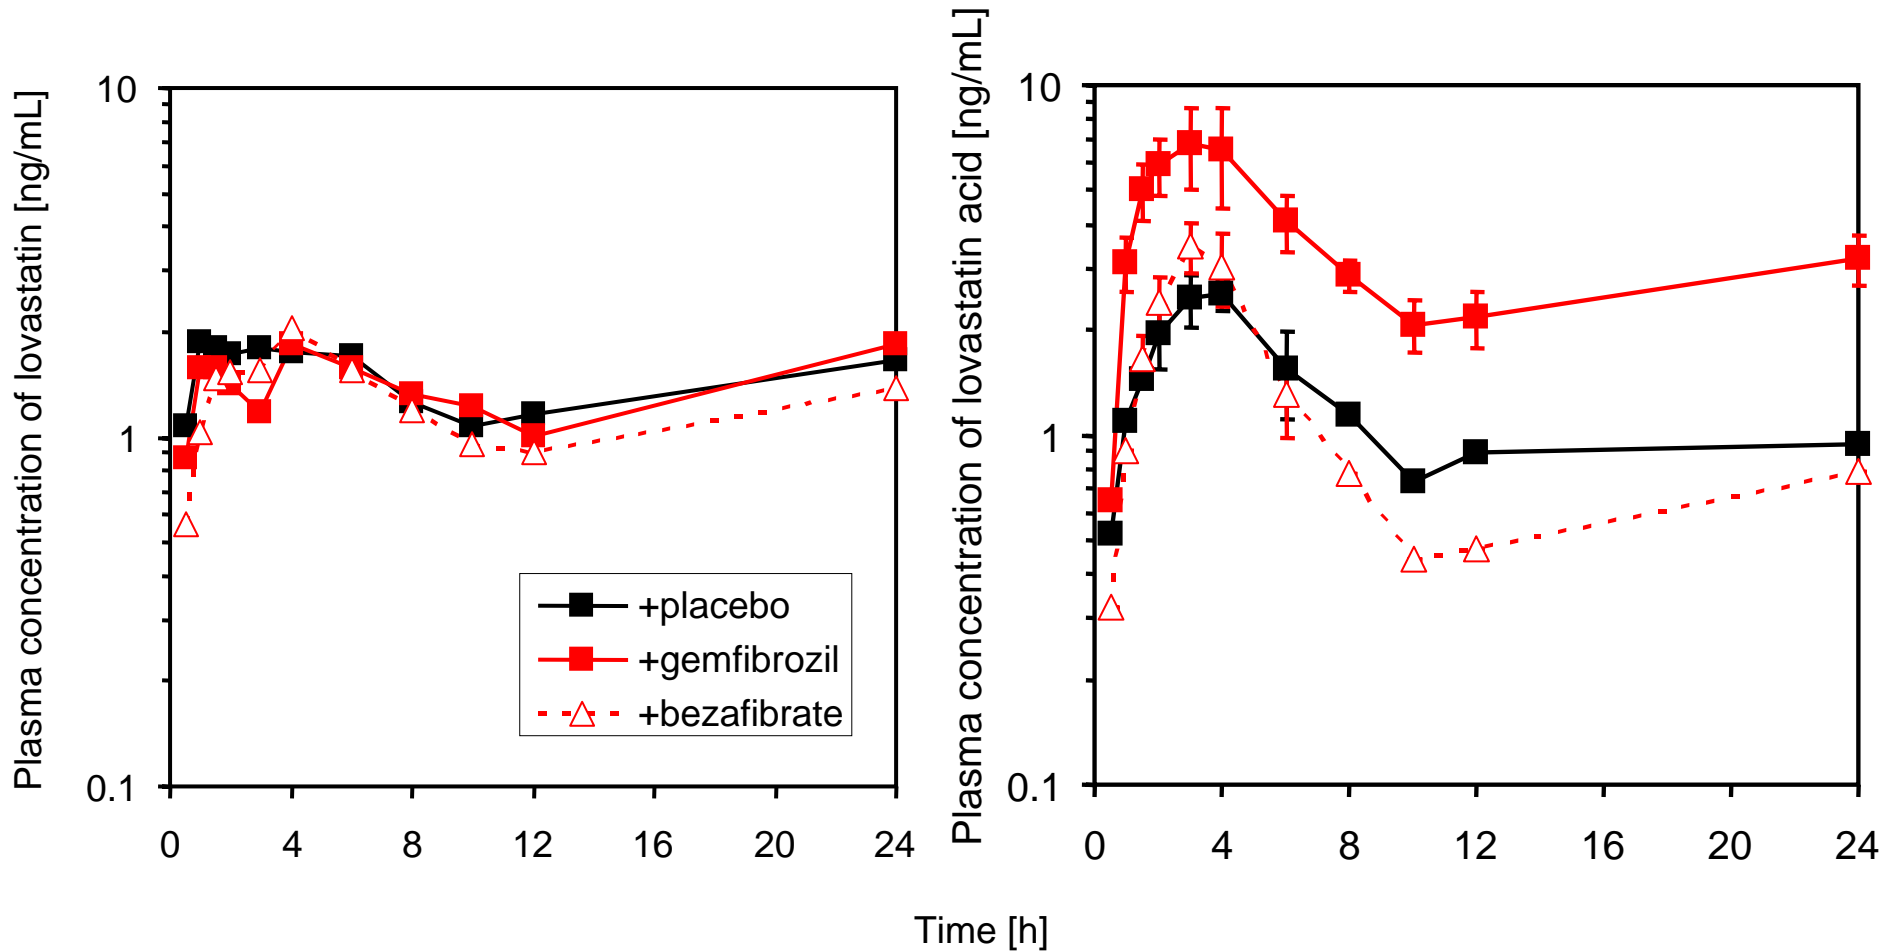 Plasma concentration of lovastatin [ng/mL]
10
1
0.1
0 4 8 12 16 20 24
+placebo
+gemfibrozil
+bezafibrate
Plasma concentration of lovastatin acid [ng/mL]
10
1
0.1
0 4 8 12 16 20 24
Time [h]